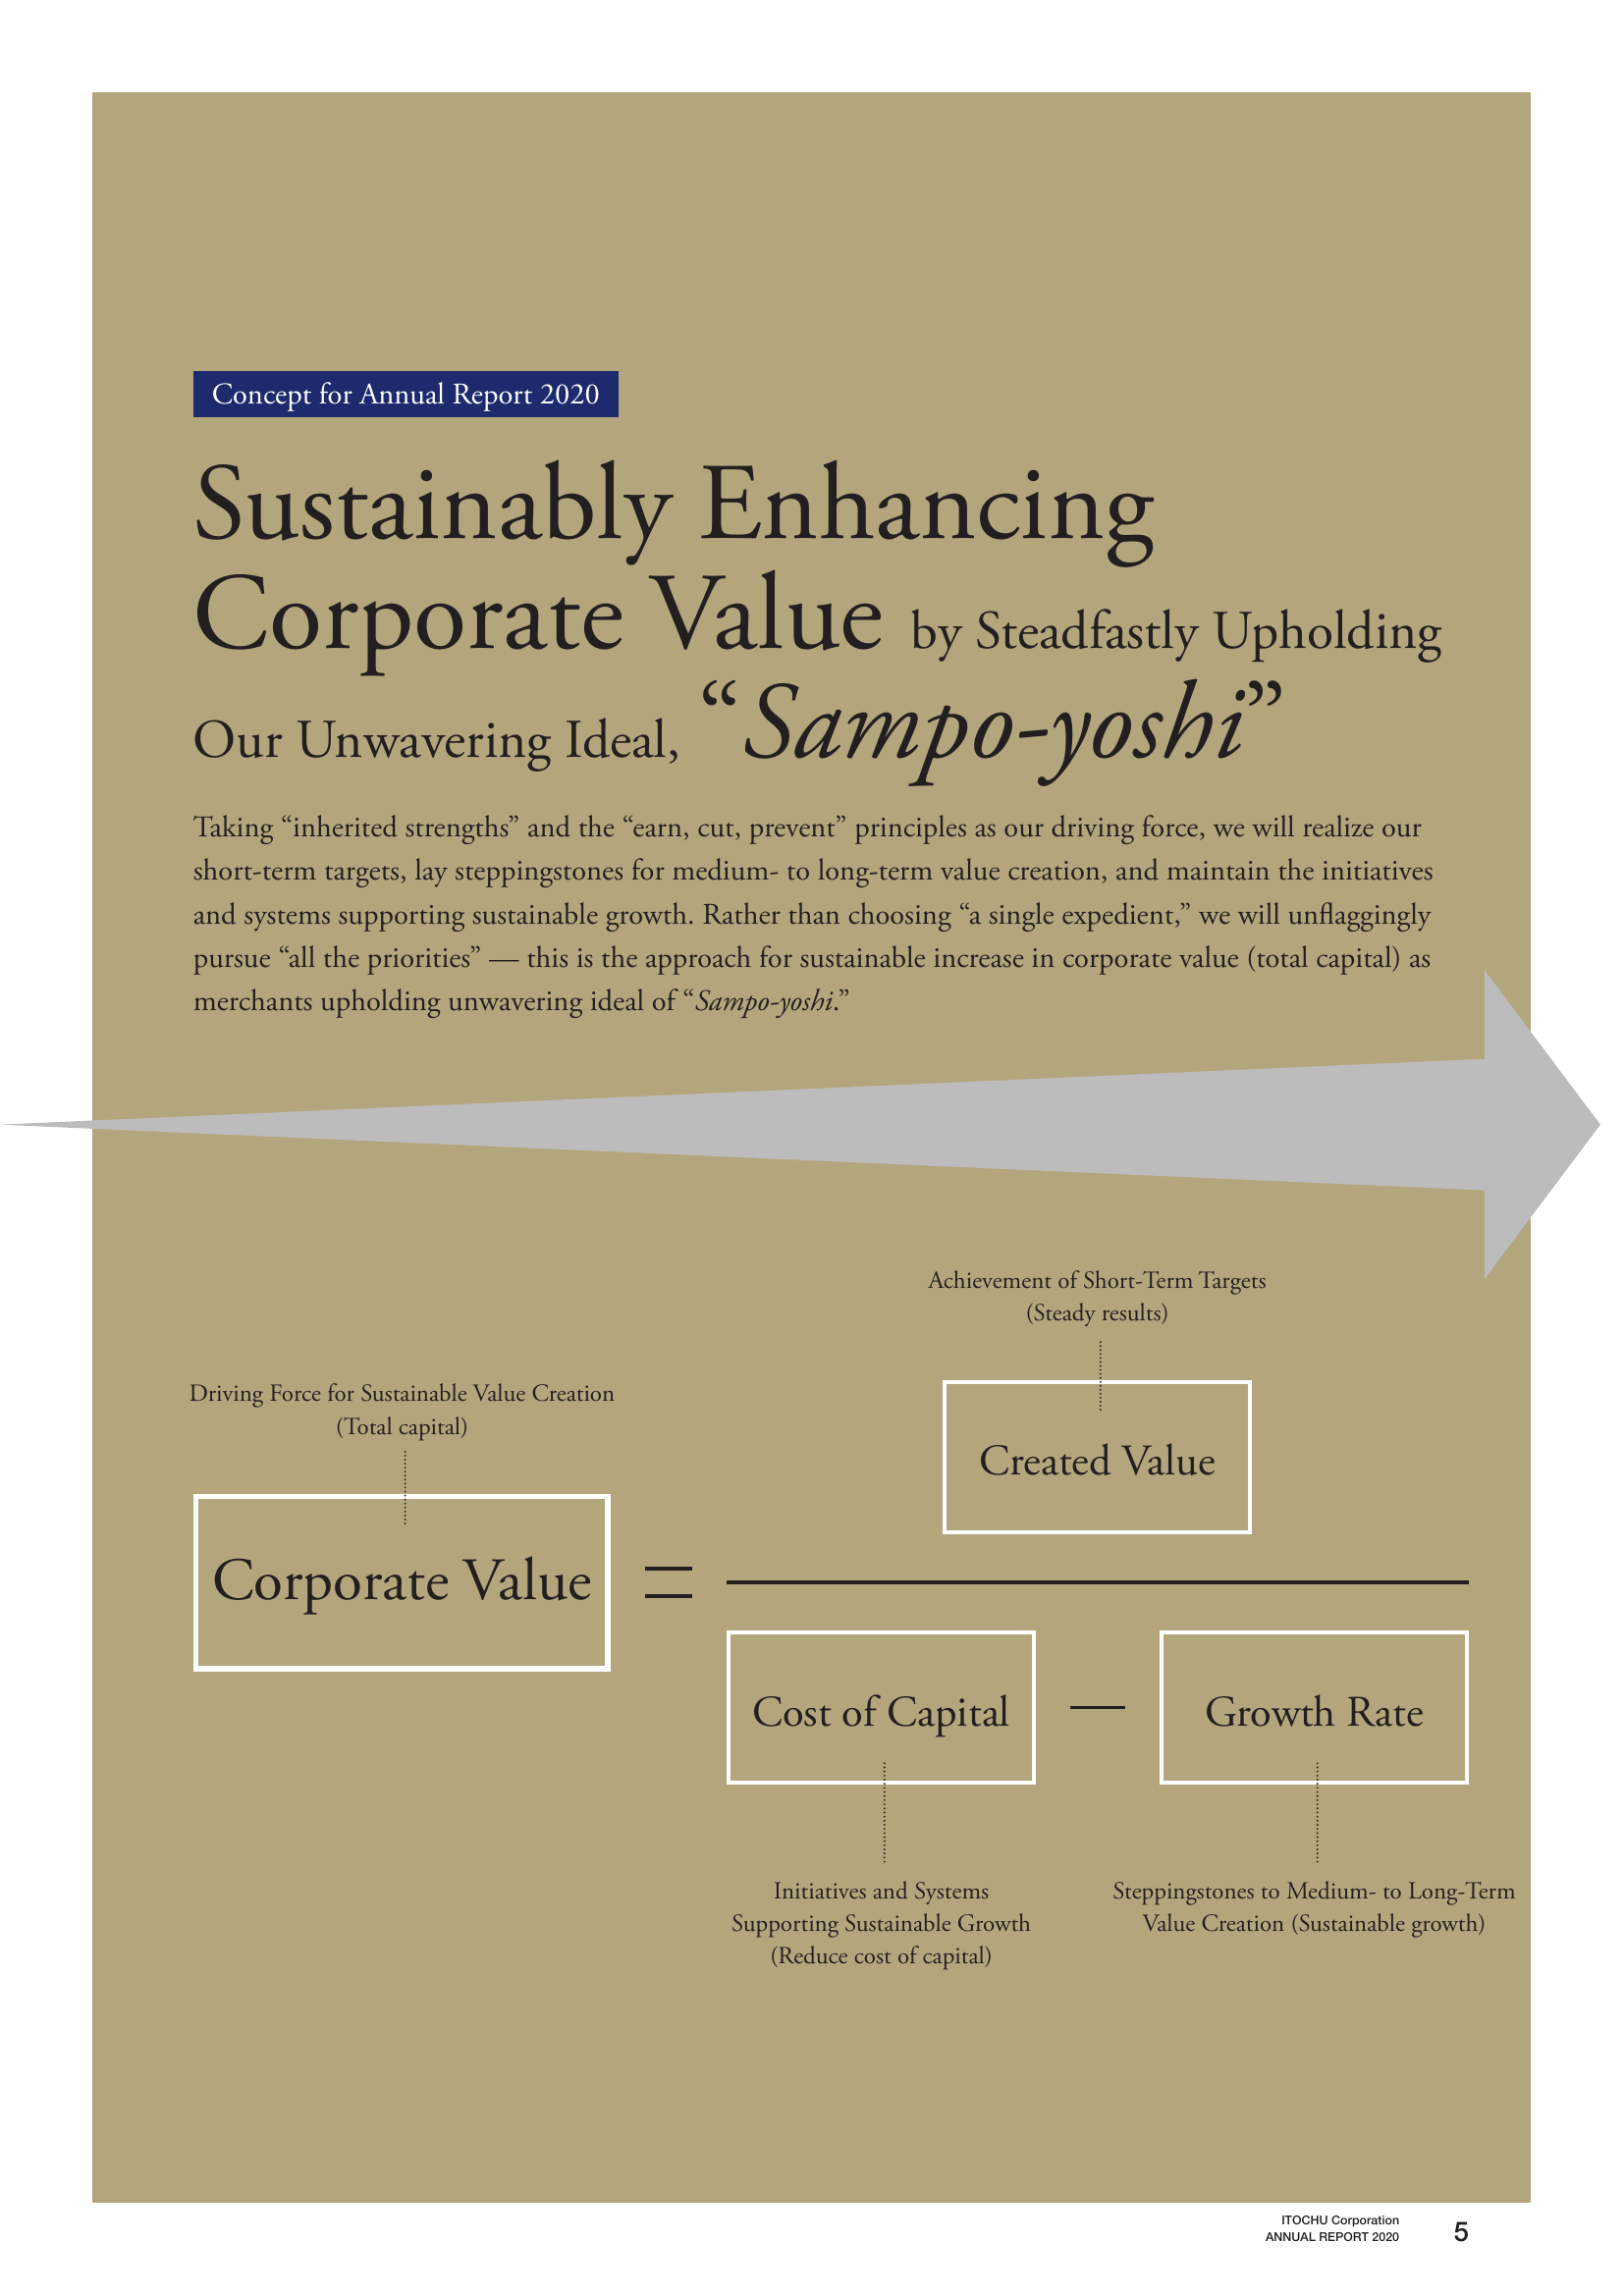 Concept for Annual Report 2020
Sustainably Enhancing
Corporate Value by Steadfastly Upholding
Our Unwavering Ideal, “Sampo-yoshi”
Taking “inherited strengths” and the “earn, cut, prevent” principles as our driving force, we will realize our
short-term targets, lay steppingstones for medium- to long-term value creation, and maintain the initiatives
and systems supporting sustainable growth. Rather than choosing “a single expedient,” we will unflaggingly
pursue “all the priorities” — this is the approach for sustainable increase in corporate value (total capital) as
merchants upholding unwavering ideal of “Sampo-yoshi.”
Driving Force for Sustainable Value Creation
(Total capital)
Corporate Value
=
Achievement of Short-Term Targets
(Steady results)
Created Value
Cost of Capital
—
Growth Rate
Initiatives and Systems
Supporting Sustainable Growth
(Reduce cost of capital)
Steppingstones to Medium- to Long-Term
Value Creation (Sustainable growth)
ITOCHU Corporation
ANNUAL REPORT 2020
5